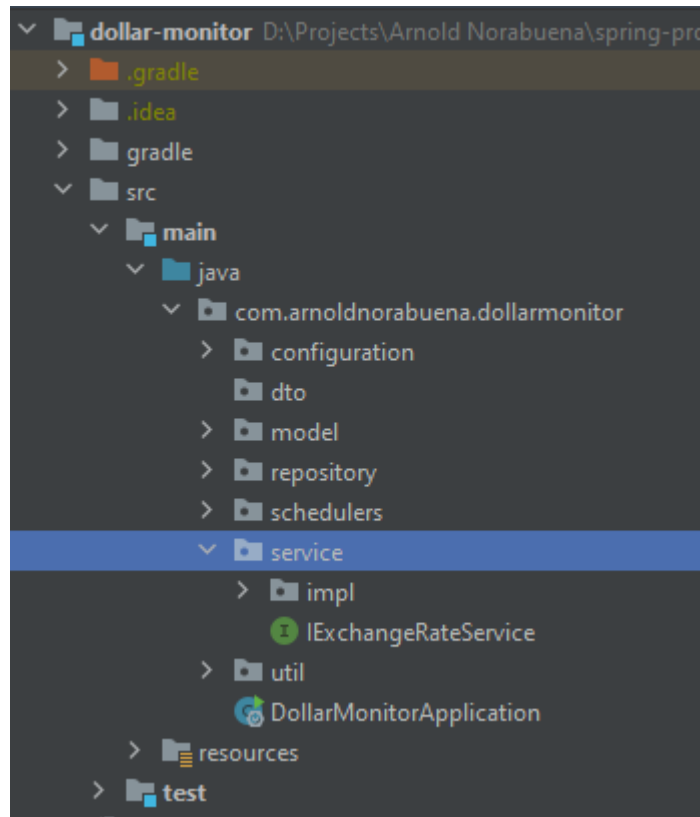 dollar-monitor D:\Projects\Arnold Norabuena\spring-pro
.gradle
.idea
gradle
src
main
java
com.arnoldnorabuena.dollarmonitor
configuration
dto
model
repository
schedulers
service
impl
I IExchangeRateService
util
DollarMonitorApplication
resources
test